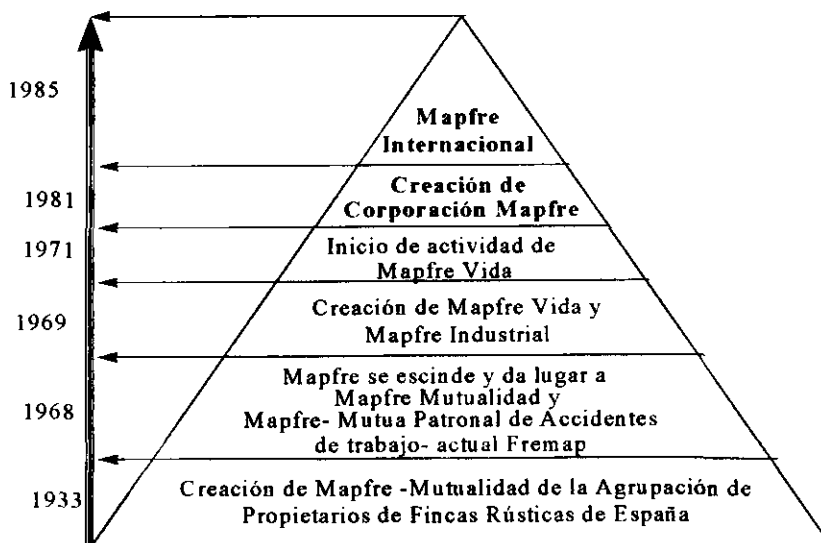 1985
Mapfre
Internacional
1981
Creación de
Corporación Mapfre
1971
Inicio de actividad de
Mapfre Vida
1969
Creación de Mapfre Vida y
Mapfre Industrial
1968
Mapfre se escinde y da lugar a
Mapfre Mutualidad y
Mapfre- Mutua Patronal de Accidentes
de trabajo- actual Fremap
1933
Creación de Mapfre -Mutualidad de la Agrupación de
Propietarios de Fincas Rústicas de España